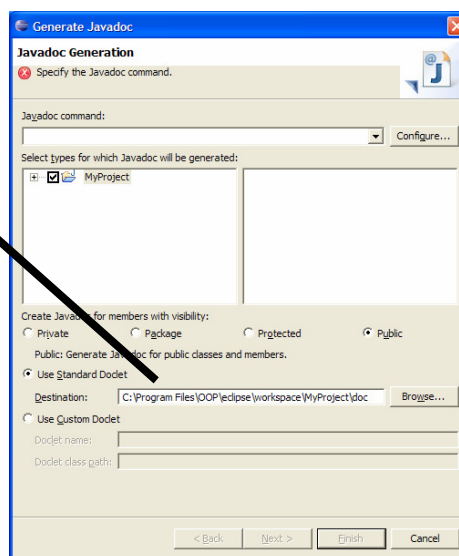 Generate Javadoc
Javadoc Generation
Specify the Javadoc command.
Javadoc command:
Configure...
Select types for which Javadoc will be generated:
MyProject
Create Javadoc for members with visibility:
Private Package Protected Public
Public: Generate Javadoc for public classes and members.
Use Standard Doclet
Destination: C:\Program Files\OOP\eclipse\workspace\MyProject\doc Browse...
Use Custom Doclet
Doclet name:
Doclet class path:
< Back Next > Finish Cancel